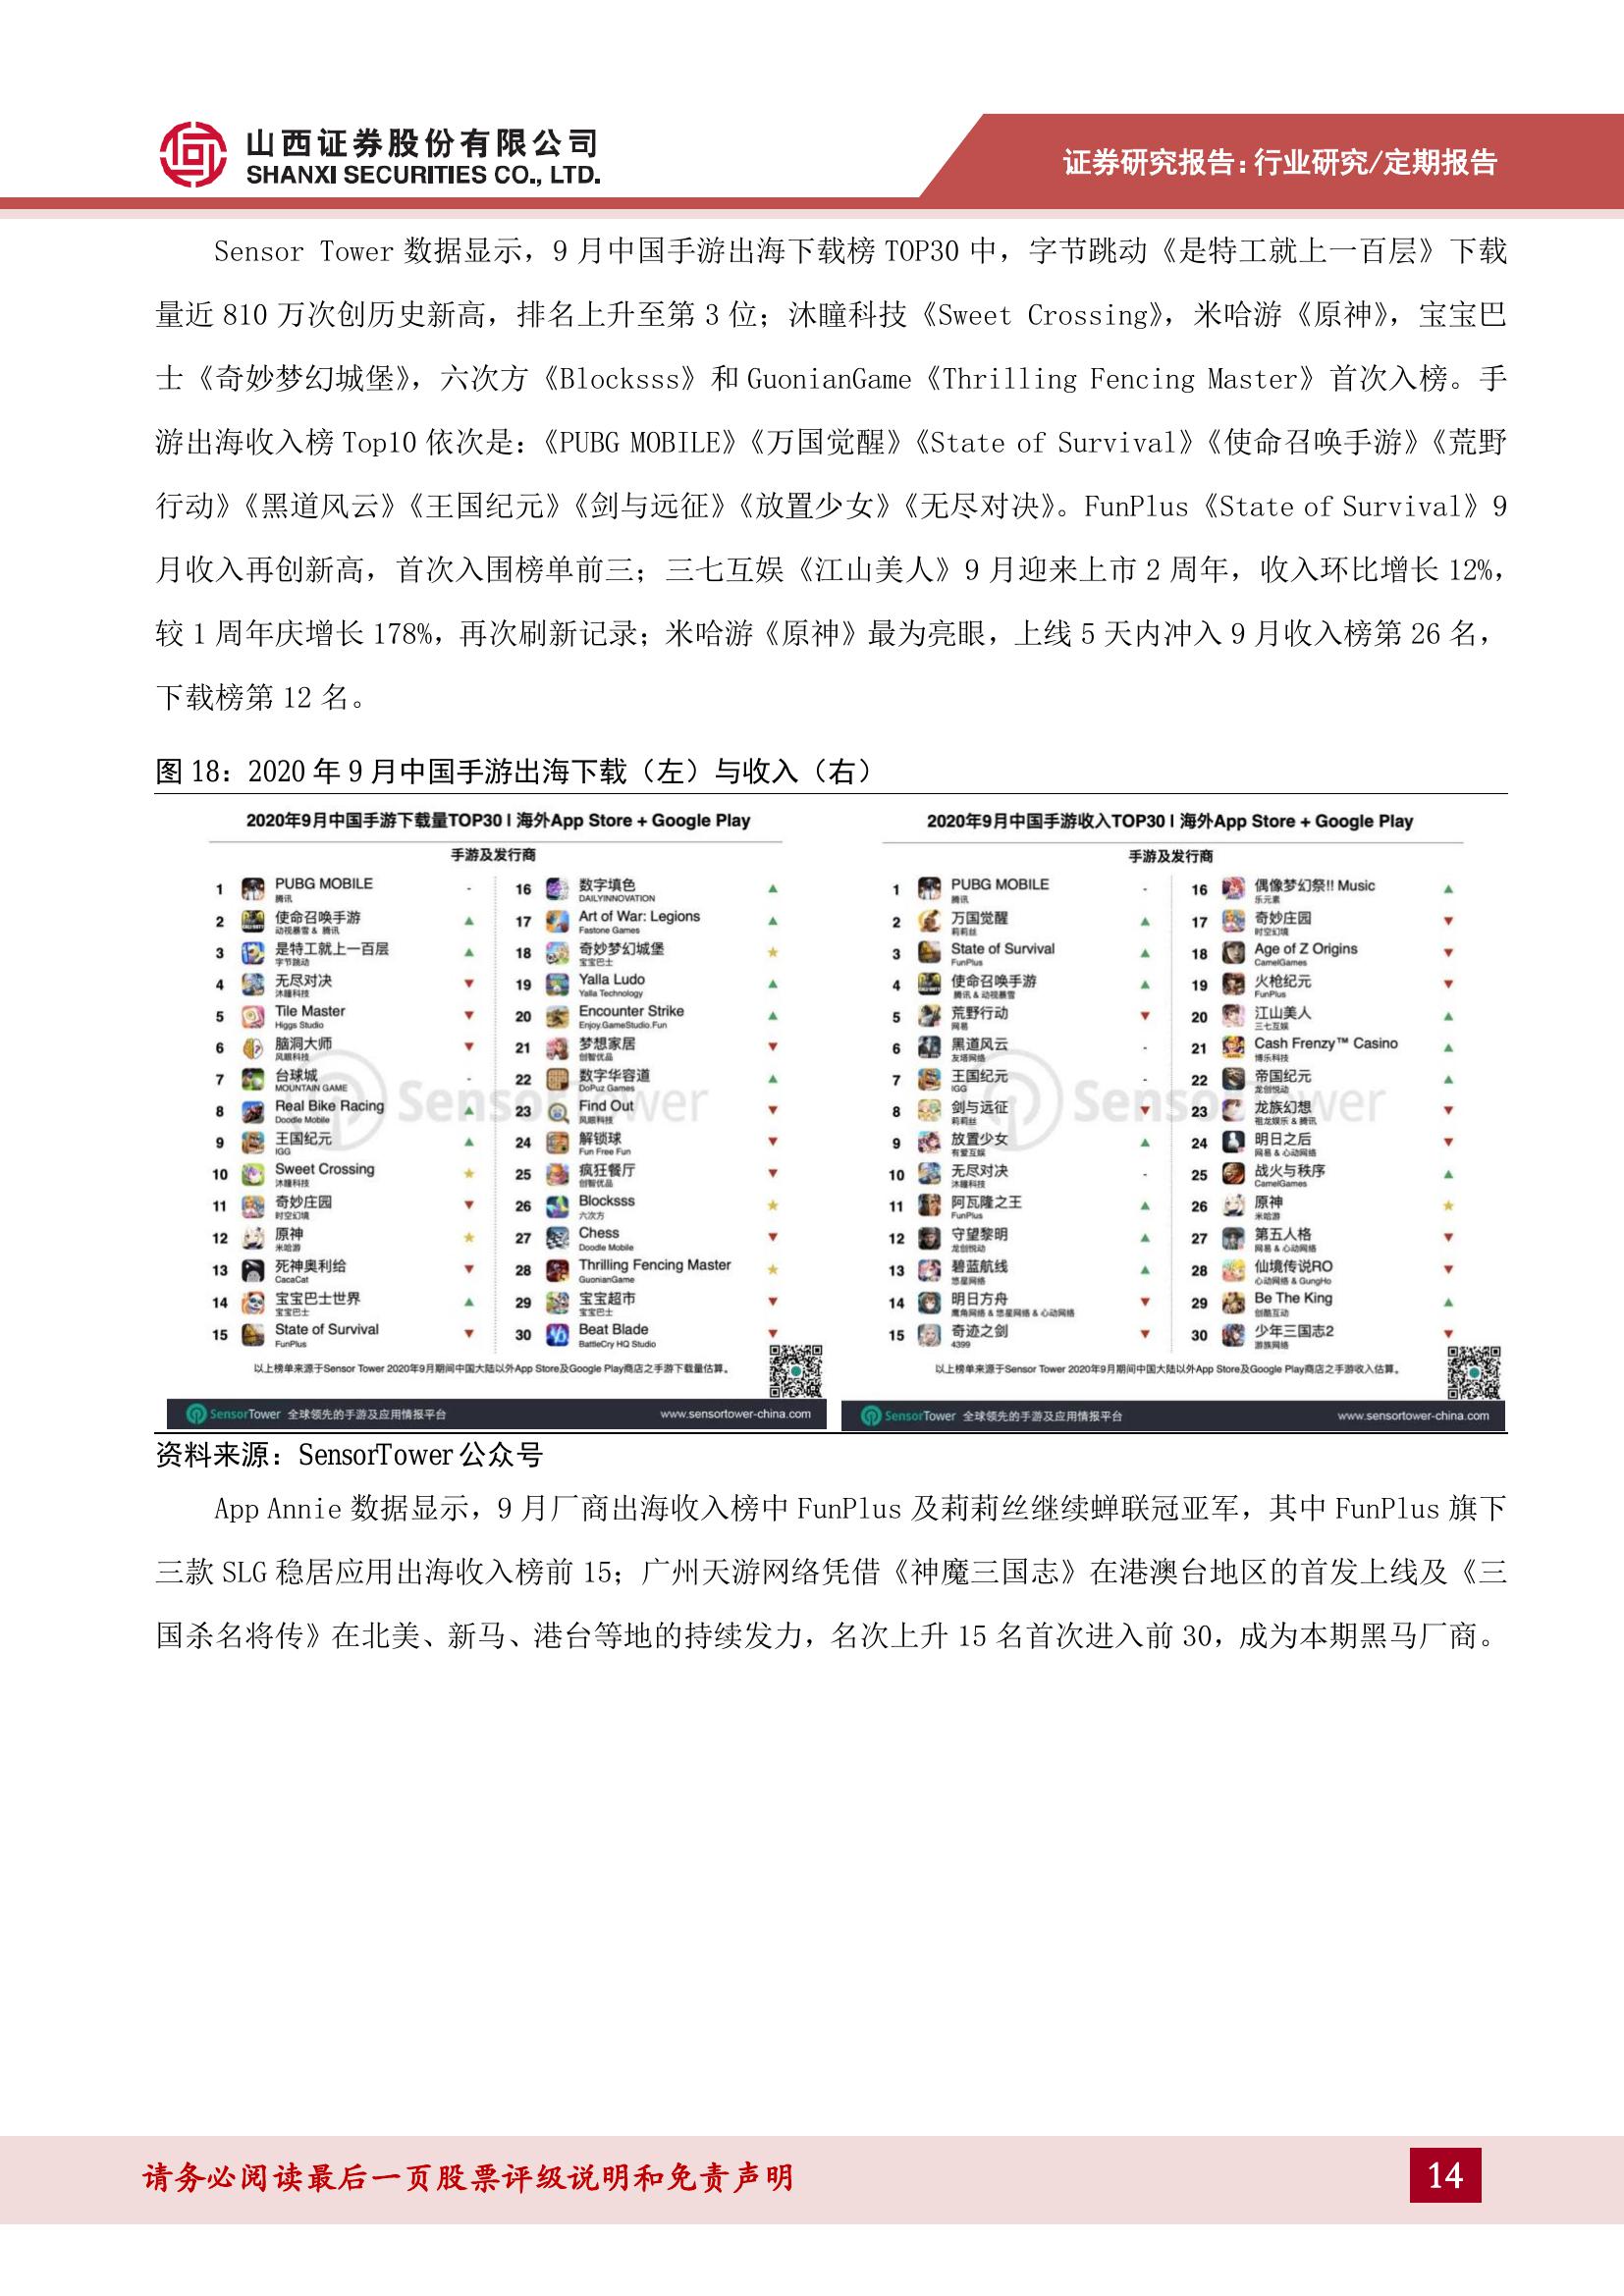 山西证券股份有限公司
SHANXI SECURITIES CO., LTD.
证券研究报告:行业研究/定期报告
Sensor Tower 数据显示，9 月中国手游出海下载榜 TOP30 中，字节跳动《是特工就上一百层》下载
量近 810 万次创历史新高，排名上升至第 3 位；沐瞳科技《Sweet Crossing》，米哈游《原神》，宝宝巴
士《奇妙梦幻城堡》，六次方《Blocksss》和 GuonianGame《Thrilling Fencing Master》首次入榜。手
游出海收入榜 Top10 依次是：《PUBG MOBILE》《万国觉醒》《State of Survival》《使命召唤手游》《荒野
行动》《黑道风云》《王国纪元》《剑与远征》《放置少女》《无尽对决》。FunPlus《State of Survival》9
月收入再创新高，首次入围榜单前三；三七互娱《江山美人》9 月迎来上市 2 周年，收入环比增长 12%，
较 1 周年庆增长 178%，再次刷新记录；米哈游《原神》最为亮眼，上线 5 天内冲入 9 月收入榜第 26 名，
下载榜第 12 名。
图 18：2020 年 9 月中国手游出海下载（左）与收入（右）
2020年9月中国手游下载量TOP30 | 海外App Store + Google Play
手游及发行商
1 PUBG MOBILE -
腾讯
2 使命召唤手游 ▲
动视暴雪 & 腾讯
3 是特工就上一百层 ▲
字节跳动
4 无尽对决 ▼
沐瞳科技
5 Tile Master ▼
Higgs Studio
6 脑洞大师 ▼
风眼科技
7 台球城 -
MOUNTAIN GAME
8 Real Bike Racing ▲
Doodle Mobile
9 王国纪元 ▲
IGG
10 Sweet Crossing ★
沐瞳科技
11 奇妙庄园 ▼
时空幻境
12 原神 ★
米哈游
13 死神奥利给 ▼
CacaCat
14 宝宝巴士世界 ▲
宝宝巴士
15 State of Survival ▼
FunPlus
16 数字填色 ▲
DAILYINNOVATION
17 Art of War: Legions ▲
Fastone Games
18 奇妙梦幻城堡 ★
宝宝巴士
19 Yalla Ludo ▲
Yalla Technology
20 Encounter Strike ▲
Enjoy.GameStudio.Fun
21 梦想家居 ▼
创智优品
22 数字华容道 ▲
DoPuz Games
23 Find Out ▼
风眼科技
24 解锁球 ▼
Fun Free Fun
25 疯狂餐厅 ▼
创智优品
26 Blocksss ★
六次方
27 Chess ▼
Doodle Mobile
28 Thrilling Fencing Master ★
GuonianGame
29 宝宝超市 ▼
宝宝巴士
30 Beat Blade ▼
BattleCry HQ Studio
SensorTower
以上榜单来源于Sensor Tower 2020年9月期间中国大陆以外App Store及Google Play商店之手游下载量估算。
SensorTower 全球领先的手游及应用情报平台 www.sensortower-china.com
2020年9月中国手游收入TOP30 | 海外App Store + Google Play
手游及发行商
1 PUBG MOBILE -
腾讯
2 万国觉醒 ▲
莉莉丝
3 State of Survival ▲
FunPlus
4 使命召唤手游 ▲
腾讯 & 动视暴雪
5 荒野行动 ▼
网易
6 黑道风云 -
友塔网络
7 王国纪元 -
IGG
8 剑与远征 ▼
莉莉丝
9 放置少女 ▲
有爱互娱
10 无尽对决 -
沐瞳科技
11 阿瓦隆之王 ▲
FunPlus
12 守望黎明 ▲
龙创悦动
13 碧蓝航线 ▲
悠星网络
14 明日方舟 ▼
鹰角网络 & 悠星网络 & 心动网络
15 奇迹之剑 ▼
4399
16 偶像梦幻祭!! Music ▲
乐元素
17 奇妙庄园 ▼
时空幻境
18 Age of Z Origins ▼
CamelGames
19 火枪纪元 ▼
FunPlus
20 江山美人 ▲
三七互娱
21 Cash Frenzy™ Casino ▲
博乐科技
22 帝国纪元 ▲
龙创悦动
23 龙族幻想 ▼
祖龙娱乐 & 腾讯
24 明日之后 ▼
网易 & 心动网络
25 战火与秩序 ▲
CamelGames
26 原神 ★
米哈游
27 第五人格 ▼
网易 & 心动网络
28 仙境传说RO ▼
心动网络 & GungHo
29 Be The King ▲
创酷互动
30 少年三国志2 ▼
游族网络
SensorTower
以上榜单来源于Sensor Tower 2020年9月期间中国大陆以外App Store及Google Play商店之手游收入估算。
SensorTower 全球领先的手游及应用情报平台 www.sensortower-china.com
资料来源：SensorTower 公众号
App Annie 数据显示，9 月厂商出海收入榜中 FunPlus 及莉莉丝继续蝉联冠亚军，其中 FunPlus 旗下
三款 SLG 稳居应用出海收入榜前 15；广州天游网络凭借《神魔三国志》在港澳台地区的首发上线及《三
国杀名将传》在北美、新马、港台等地的持续发力，名次上升 15 名首次进入前 30，成为本期黑马厂商。
请务必阅读最后一页股票评级说明和免责声明
14